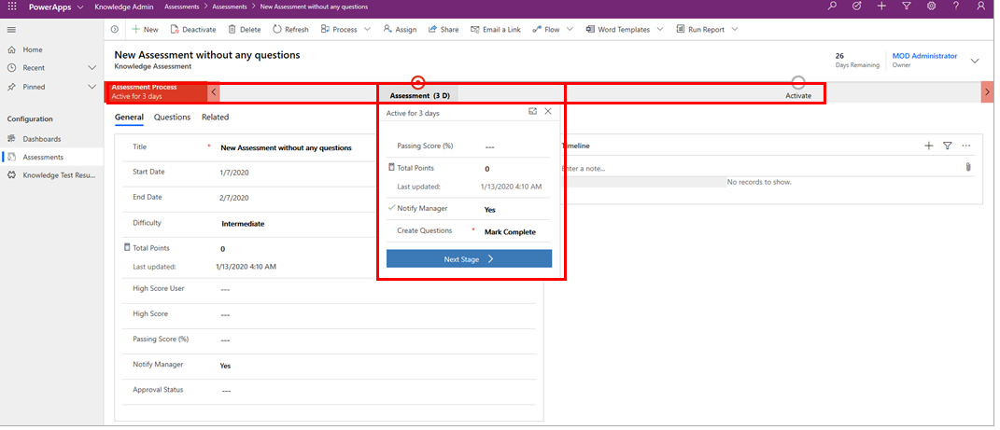 PowerApps
Knowledge Admin
Assessments > Assessments > New Assessment without any questions
New
Deactivate
Delete
Refresh
Process
Assign
Share
Email a Link
Flow
Word Templates
Run Report
Home
Recent
Pinned
Configuration
Dashboards
Assessments
Knowledge Test Resu...
New Assessment without any questions
Knowledge Assessment
26
Days Remaining
MOD Administrator
Owner
Assessment Process
Active for 3 days
Assessment (3 D)
Activate
General
Questions
Related
Title * New Assessment without any questions
Start Date 1/7/2020
End Date 2/7/2020
Difficulty Intermediate
Total Points 0
Last updated: 1/13/2020 4:10 AM
High Score User ---
High Score ---
Passing Score (%) ---
Notify Manager Yes
Approval Status ---
Active for 3 days
Passing Score (%) ---
Total Points 0
Last updated: 1/13/2020 4:10 AM
Notify Manager Yes
Create Questions * Mark Complete
Next Stage
Timeline
Enter a note...
No records to show.